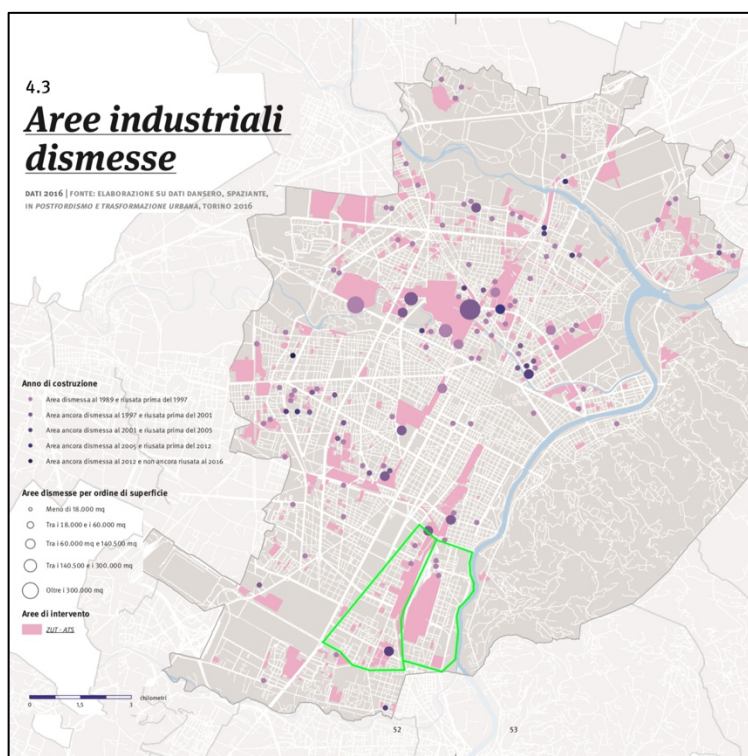 4.3
Aree industriali
dismesse
DATI 2016 | FONTE: ELABORAZIONE SU DATI DANSERO, SPAZIANTE,
IN POSTFORDISMO E TRASFORMAZIONE URBANA, TORINO 2016
Anno di costruzione
Area dismessa al 1989 e riusata prima del 1997
Area ancora dismessa al 1997 e riusata prima del 2001
Area ancora dismessa al 2001 e riusata prima del 2005
Area ancora dismessa al 2005 e riusata prima del 2012
Area ancora dismessa al 2012 e non ancora riusata al 2016
Aree dismesse per ordine di superficie
Meno di 18.000 mq
Tra i 18.000 e i 60.000 mq
Tra i 60.000 mq e 140.500 mq
Tra i 140.500 e i 300.000 mq
Oltre i 300.000 mq
Aree di intervento
ZUT - ATS
chilometri
0 1,5 3
52 53